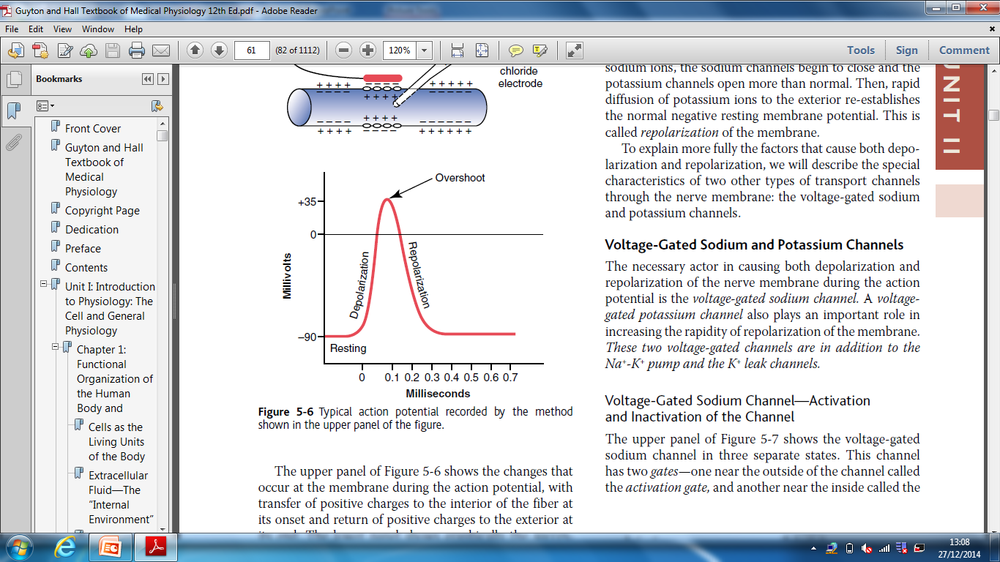 Guyton and Hall Textbook of Medical Physiology 12th Ed.pdf - Adobe Reader
File Edit View Window Help
61 (82 of 1112) 120% Tools Sign Comment
Bookmarks
Front Cover
Guyton and Hall
Textbook of
Medical
Physiology
Copyright Page
Dedication
Preface
Contents
Unit I: Introduction
to Physiology: The
Cell and General
Physiology
Chapter 1:
Functional
Organization of
the Human
Body and
Cells as the
Living Units
of the Body
Extracellular
Fluid—The
“Internal
Environment”
chloride
electrode
+ + + + – – – – + + + + +
– – – – + + + + – – – – –
– – – – + + + + – – – – – –
+ + + + – – – – + + + + + +
Overshoot
+35
0
–90
Millivolts
Depolarization
Repolarization
Resting
0 0.1 0.2 0.3 0.4 0.5 0.6 0.7
Milliseconds
Figure 5-6 Typical action potential recorded by the method
shown in the upper panel of the figure.
The upper panel of Figure 5-6 shows the changes that
occur at the membrane during the action potential, with
transfer of positive charges to the interior of the fiber at
its onset and return of positive charges to the exterior at
sodium ions, the sodium channels begin to close and the
potassium channels open more than normal. Then, rapid
diffusion of potassium ions to the exterior re-establishes
the normal negative resting membrane potential. This is
called repolarization of the membrane.
To explain more fully the factors that cause both depo-
larization and repolarization, we will describe the special
characteristics of two other types of transport channels
through the nerve membrane: the voltage-gated sodium
and potassium channels.
Voltage-Gated Sodium and Potassium Channels
The necessary actor in causing both depolarization and
repolarization of the nerve membrane during the action
potential is the voltage-gated sodium channel. A voltage-
gated potassium channel also plays an important role in
increasing the rapidity of repolarization of the membrane.
These two voltage-gated channels are in addition to the
Na⁺-K⁺ pump and the K⁺ leak channels.
Voltage-Gated Sodium Channel—Activation
and Inactivation of the Channel
The upper panel of Figure 5-7 shows the voltage-gated
sodium channel in three separate states. This channel
has two gates—one near the outside of the channel called
the activation gate, and another near the inside called the
UNIT II
13:08
27/12/2014